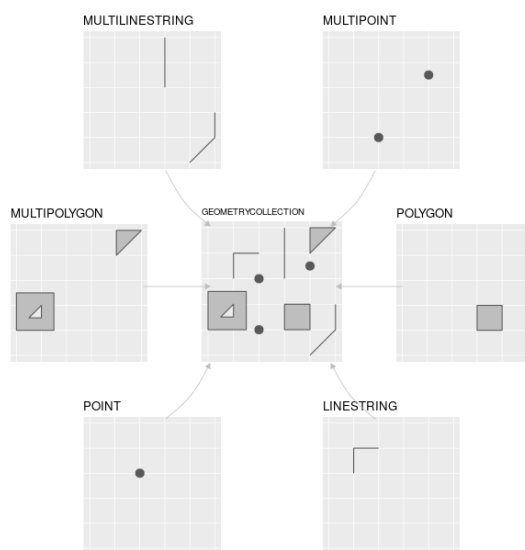 MULTILINESTRING
MULTIPOINT
MULTIPOLYGON
GEOMETRYCOLLECTION
POLYGON
POINT
LINESTRING